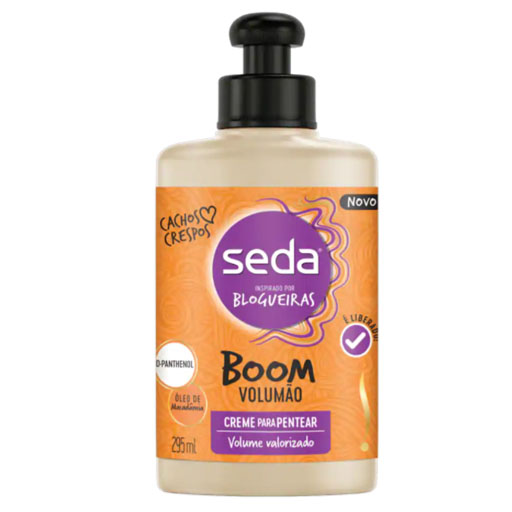 NOVO
CACHOS
CRESPOS
seda
INSPIRADO POR
BLOGUEIRAS
É LIBERADO!
D-PANTHENOL
BOOM
VOLUMÃO
ÓLEO DE
Macadâmia
CREME PARA PENTEAR
Volume valorizado
295ml